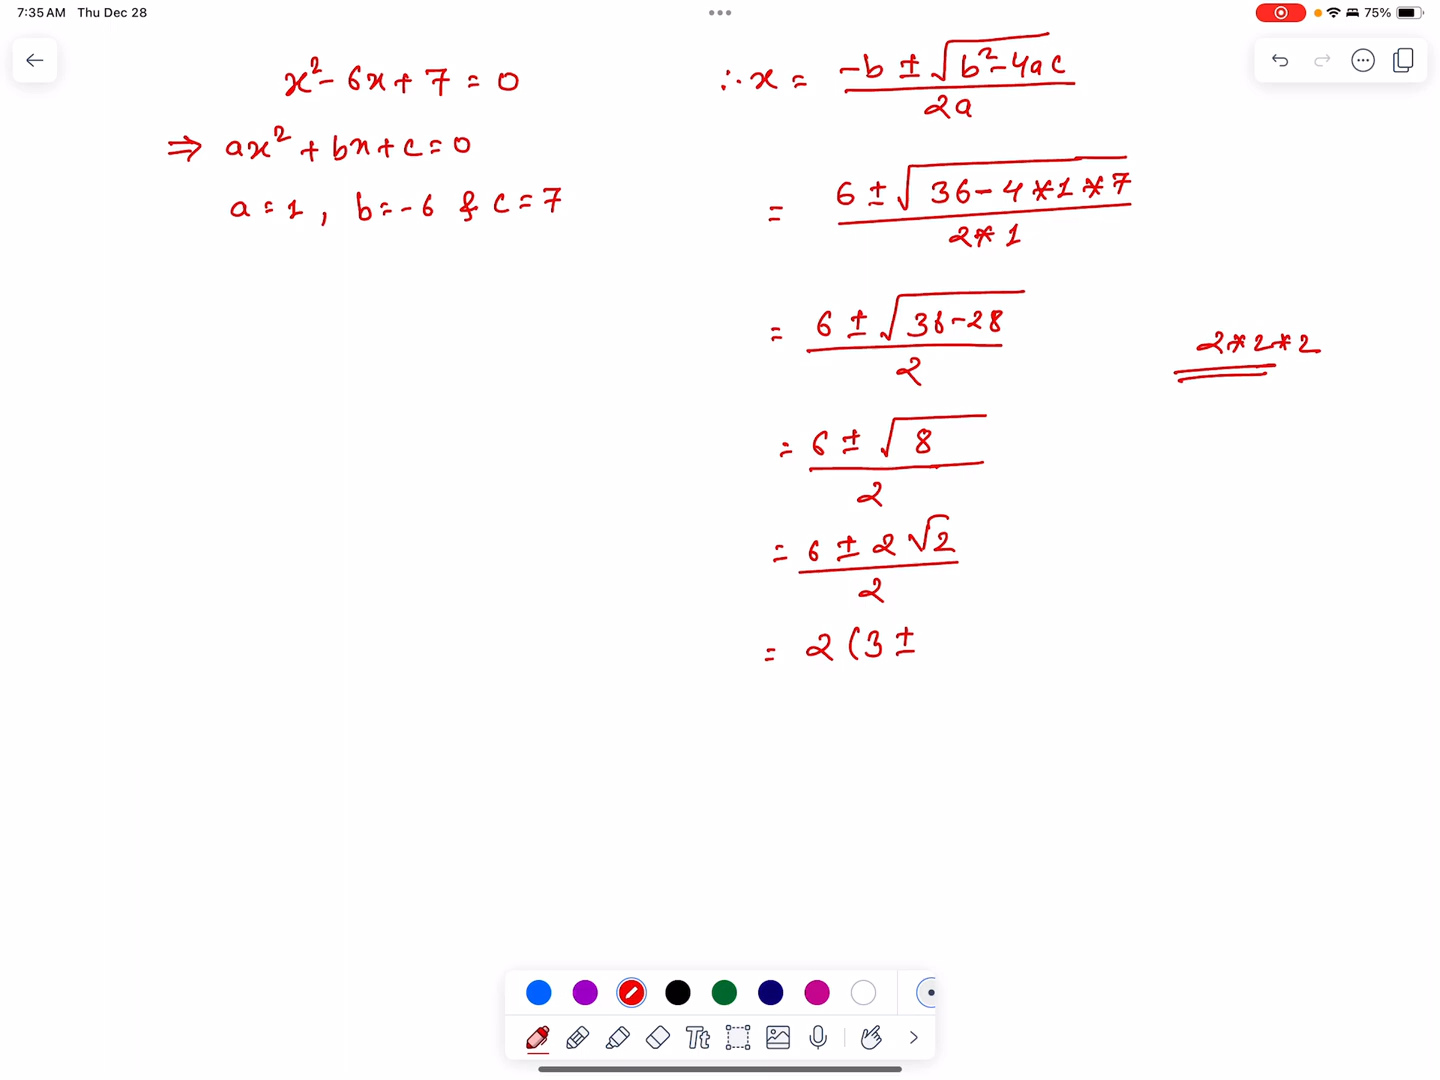 7:35 AM Thu Dec 28
75%
x² - 6x + 7 = 0
⇒ ax² + bx + c = 0
a = 1, b = -6 & c = 7
∴ x = (-b ± √(b² - 4ac)) / 2a
= (6 ± √(36 - 4*1*7)) / (2*1)
= (6 ± √(36 - 28)) / 2
2*2*2
= (6 ± √8) / 2
= (6 ± 2√2) / 2
= 2(3 ±
Tt